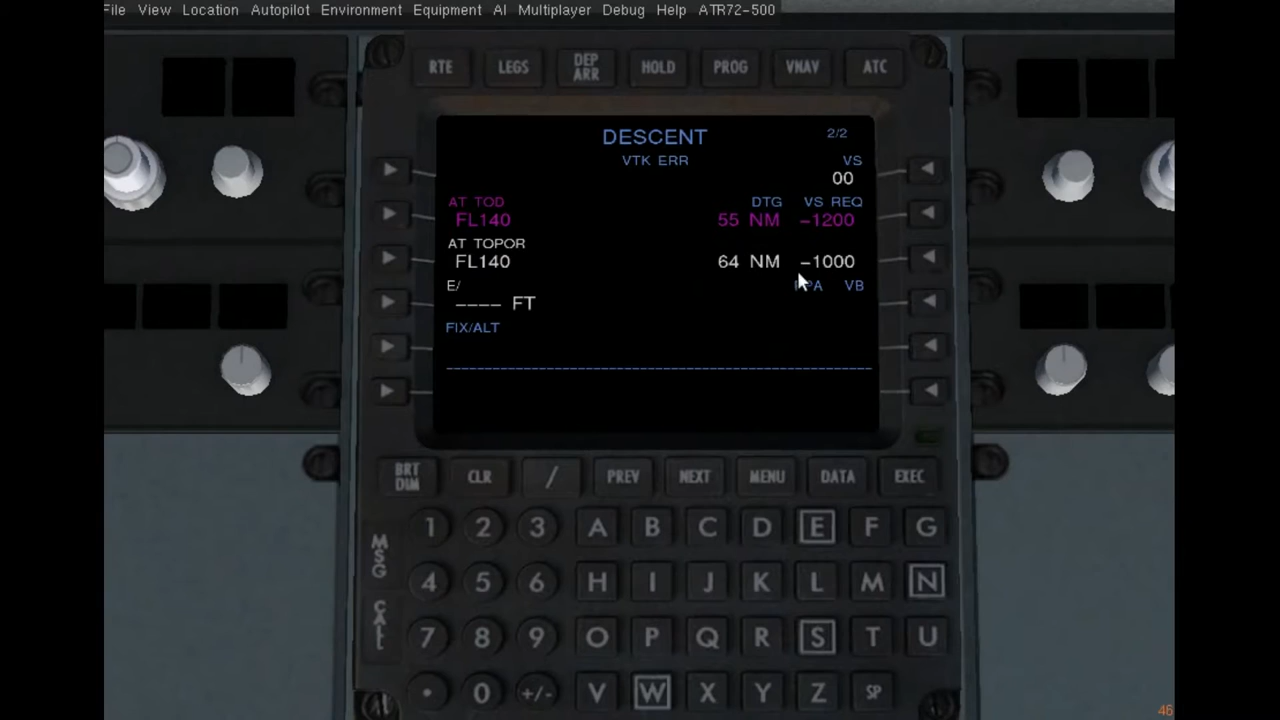 File View Location Autopilot Environment Equipment AI Multiplayer Debug Help ATR72-500
RTE LEGS DEP ARR HOLD PROG VNAV ATC
DESCENT 2/2
VTK ERR VS
00
AT TOD DTG VS REQ
FL140 55 NM -1200
AT TOPOR
FL140 64 NM -1000
E/ VB
---- FT
FIX/ALT
BRT DIM CLR / PREV NEXT MENU DATA EXEC
MSG
1 2 3 A B C D E F G
4 5 6 H I J K L M N
CALL
7 8 9 O P Q R S T U
• 0 +/- V W X Y Z SP
46